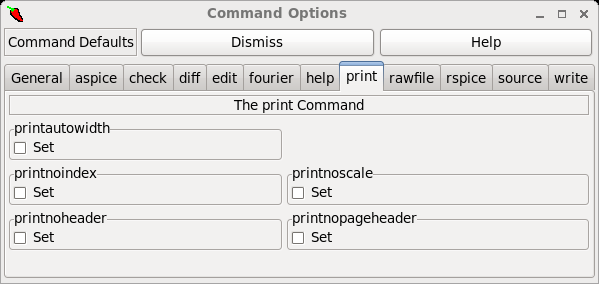 Command Options
Command Defaults Dismiss Help
General aspice check diff edit fourier help print rawfile rspice source write
The print Command
printautowidth
Set
printnoindex printnoscale
Set Set
printnoheader printnopageheader
Set Set